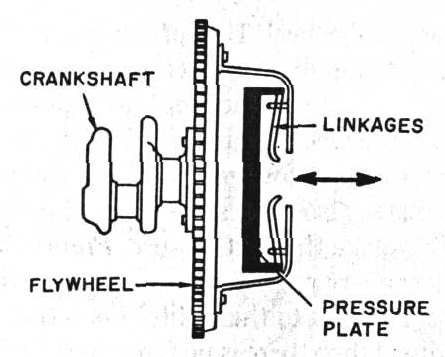 CRANKSHAFT
LINKAGES
FLYWHEEL
PRESSURE
PLATE